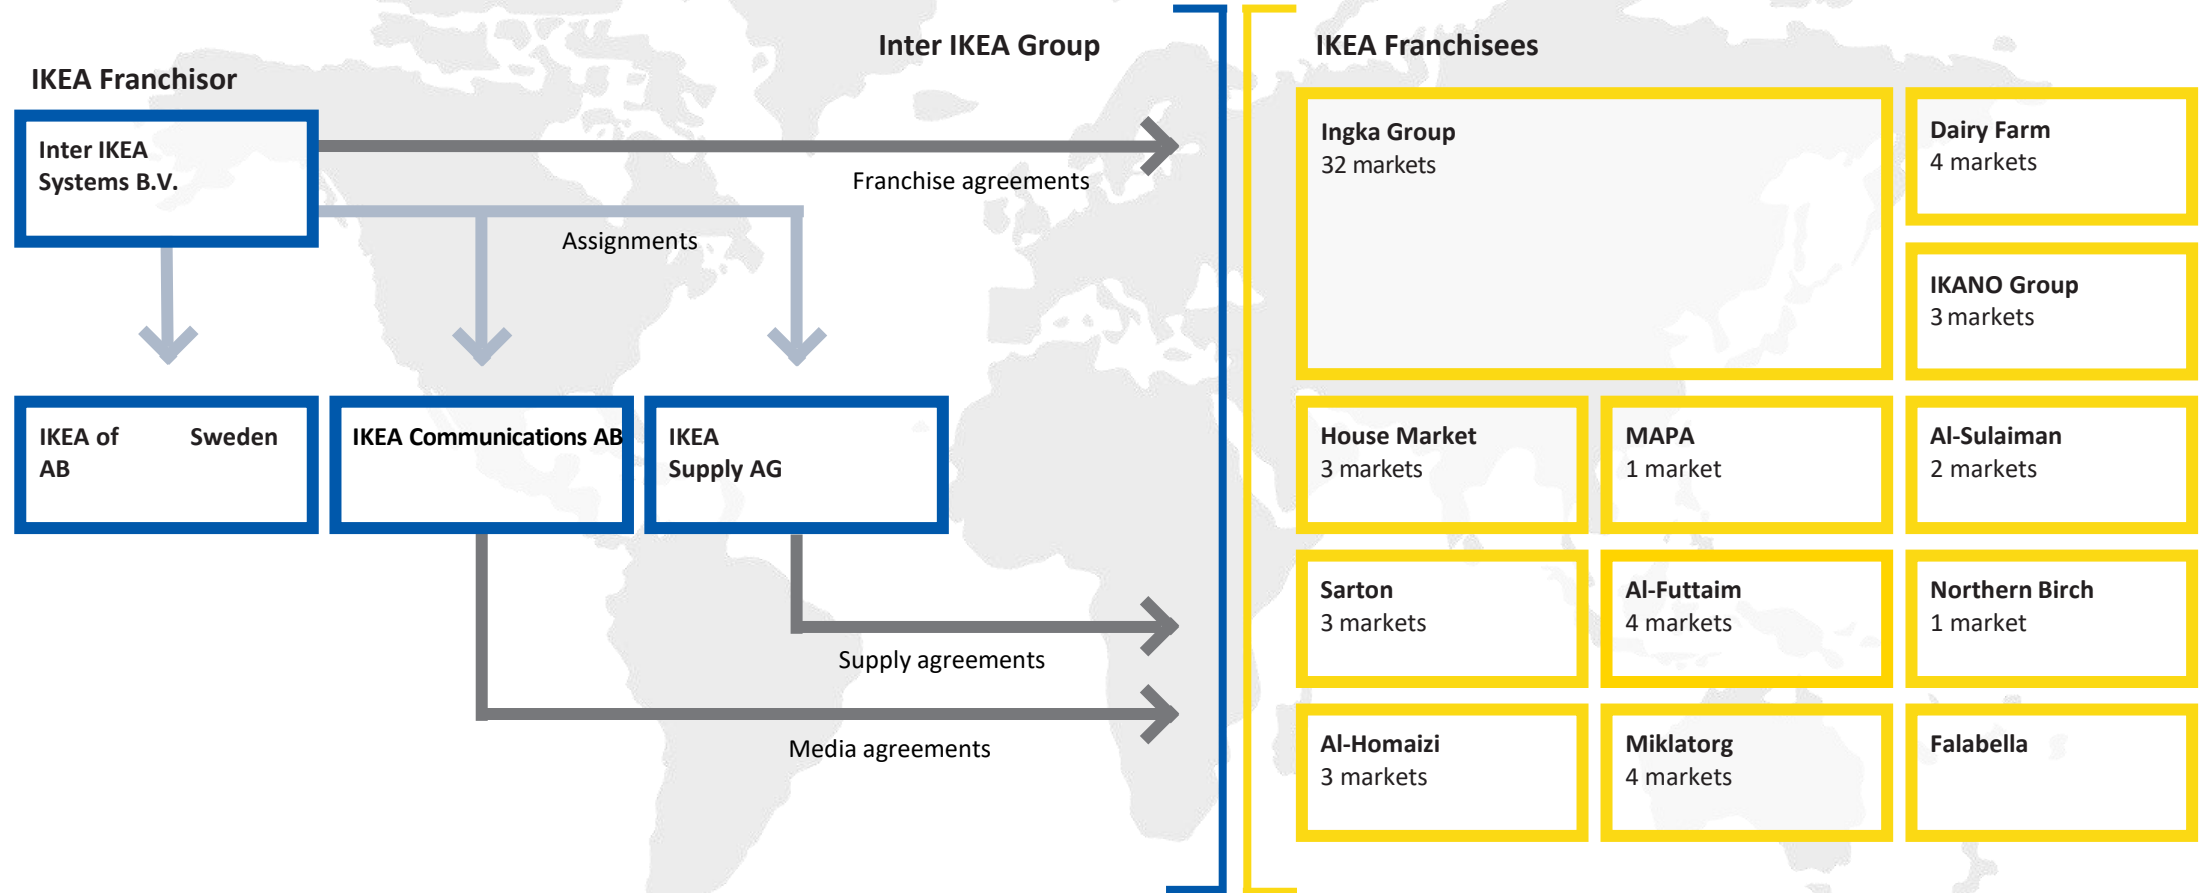 Inter IKEA Group
IKEA Franchisor
Inter IKEA
Systems B.V.
Franchise agreements
Assignments
IKEA of Sweden
AB
IKEA Communications AB
IKEA
Supply AG
Supply agreements
Media agreements
IKEA Franchisees
Ingka Group
32 markets
Dairy Farm
4 markets
IKANO Group
3 markets
House Market
3 markets
MAPA
1 market
Al-Sulaiman
2 markets
Sarton
3 markets
Al-Futtaim
4 markets
Northern Birch
1 market
Al-Homaizi
3 markets
Miklatorg
4 markets
Falabella